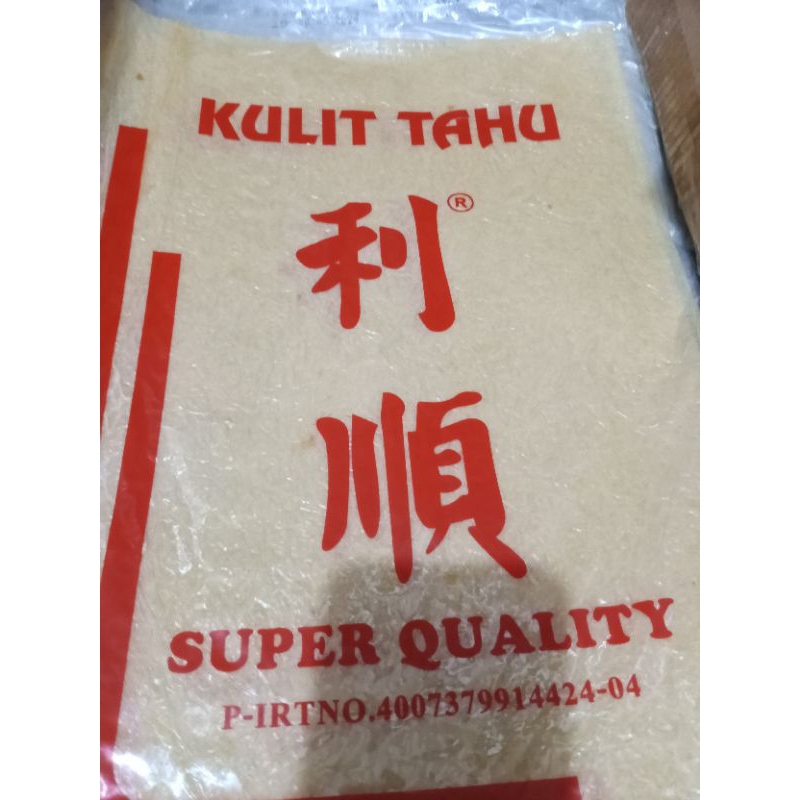 KULIT TAHU
利®
順
SUPER QUALITY
P-IRTNO.4007379914424-04